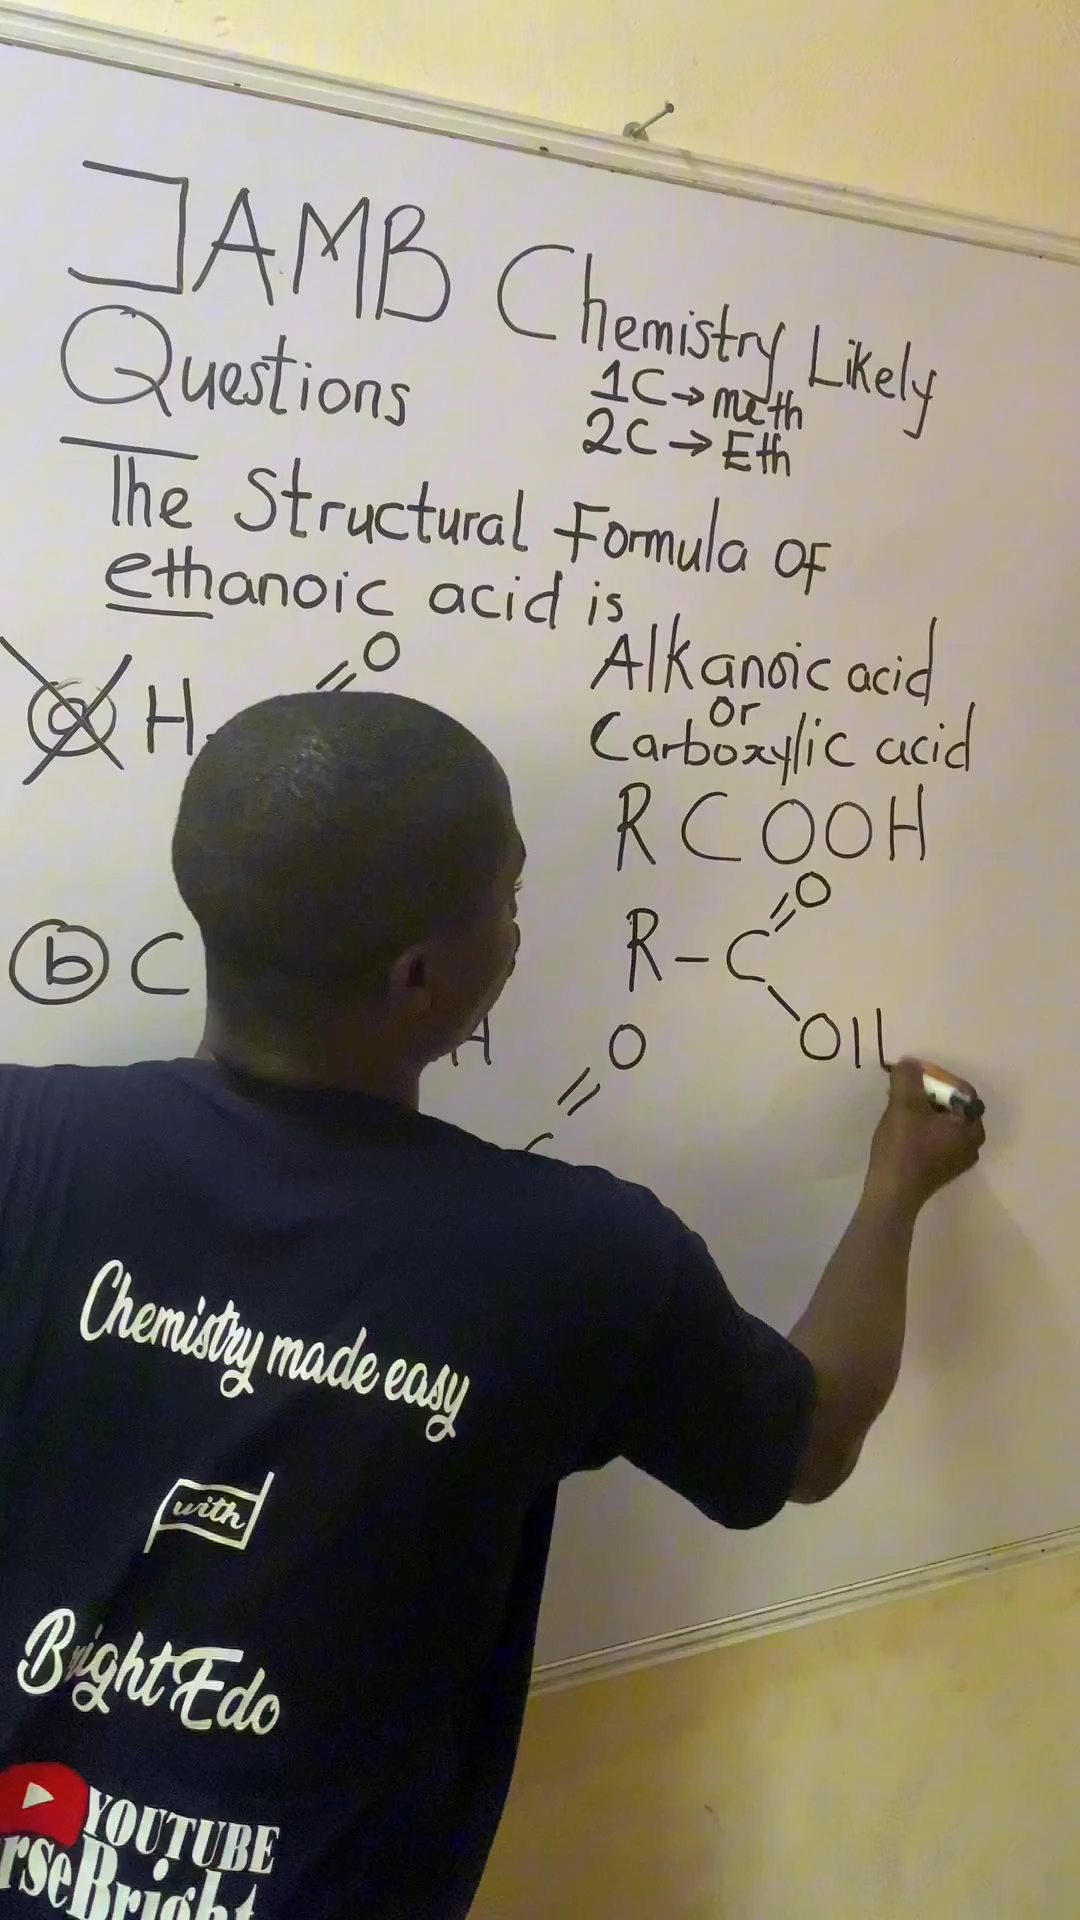 JAMB Chemistry Likely
Questions
1C → meth
2C → Eth
The Structural Formula of
ethanoic acid is
Alkanoic acid
or
Carboxylic acid
a H O
RCOOH
O
R - C
b C
OH
H
O
Chemistry made easy
with
Bright Edo
YOUTUBE
rseBright